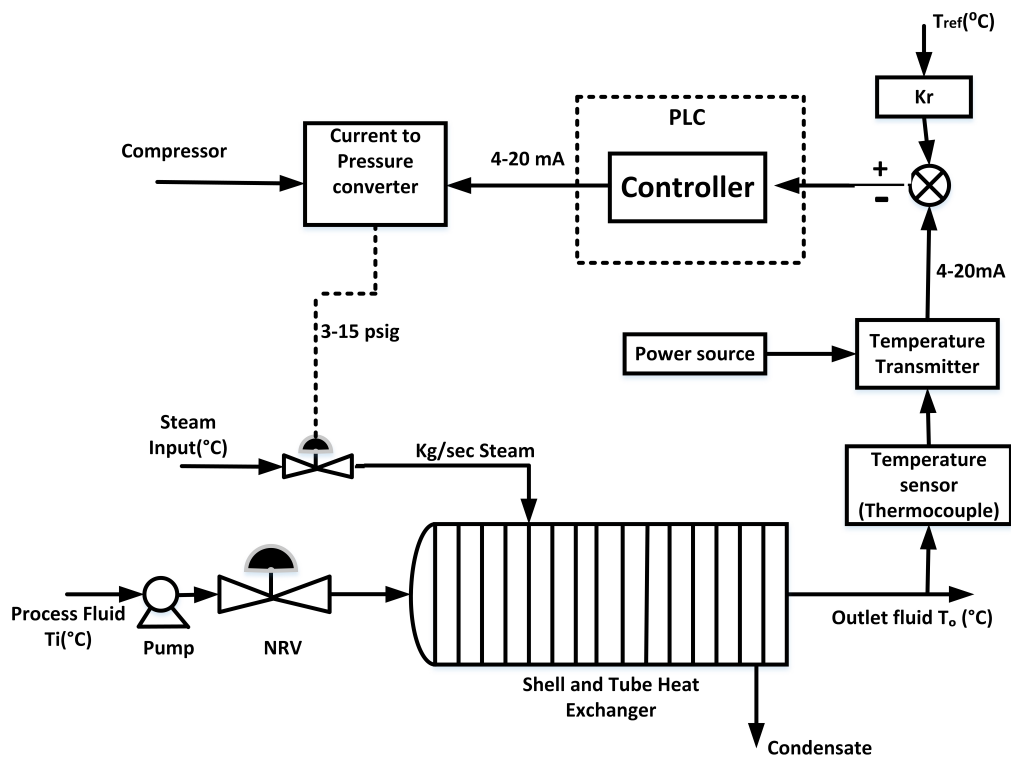 Tref(⁰C)
Kr
PLC
Current to
Pressure
converter
Compressor
4-20 mA
Controller
+
-
4-20mA
3-15 psig
Power source
Temperature
Transmitter
Steam
Input(°C)
Kg/sec Steam
Temperature
sensor
(Thermocouple)
Process Fluid
Ti(°C)
Pump
NRV
Outlet fluid Tₒ (°C)
Shell and Tube Heat
Exchanger
Condensate